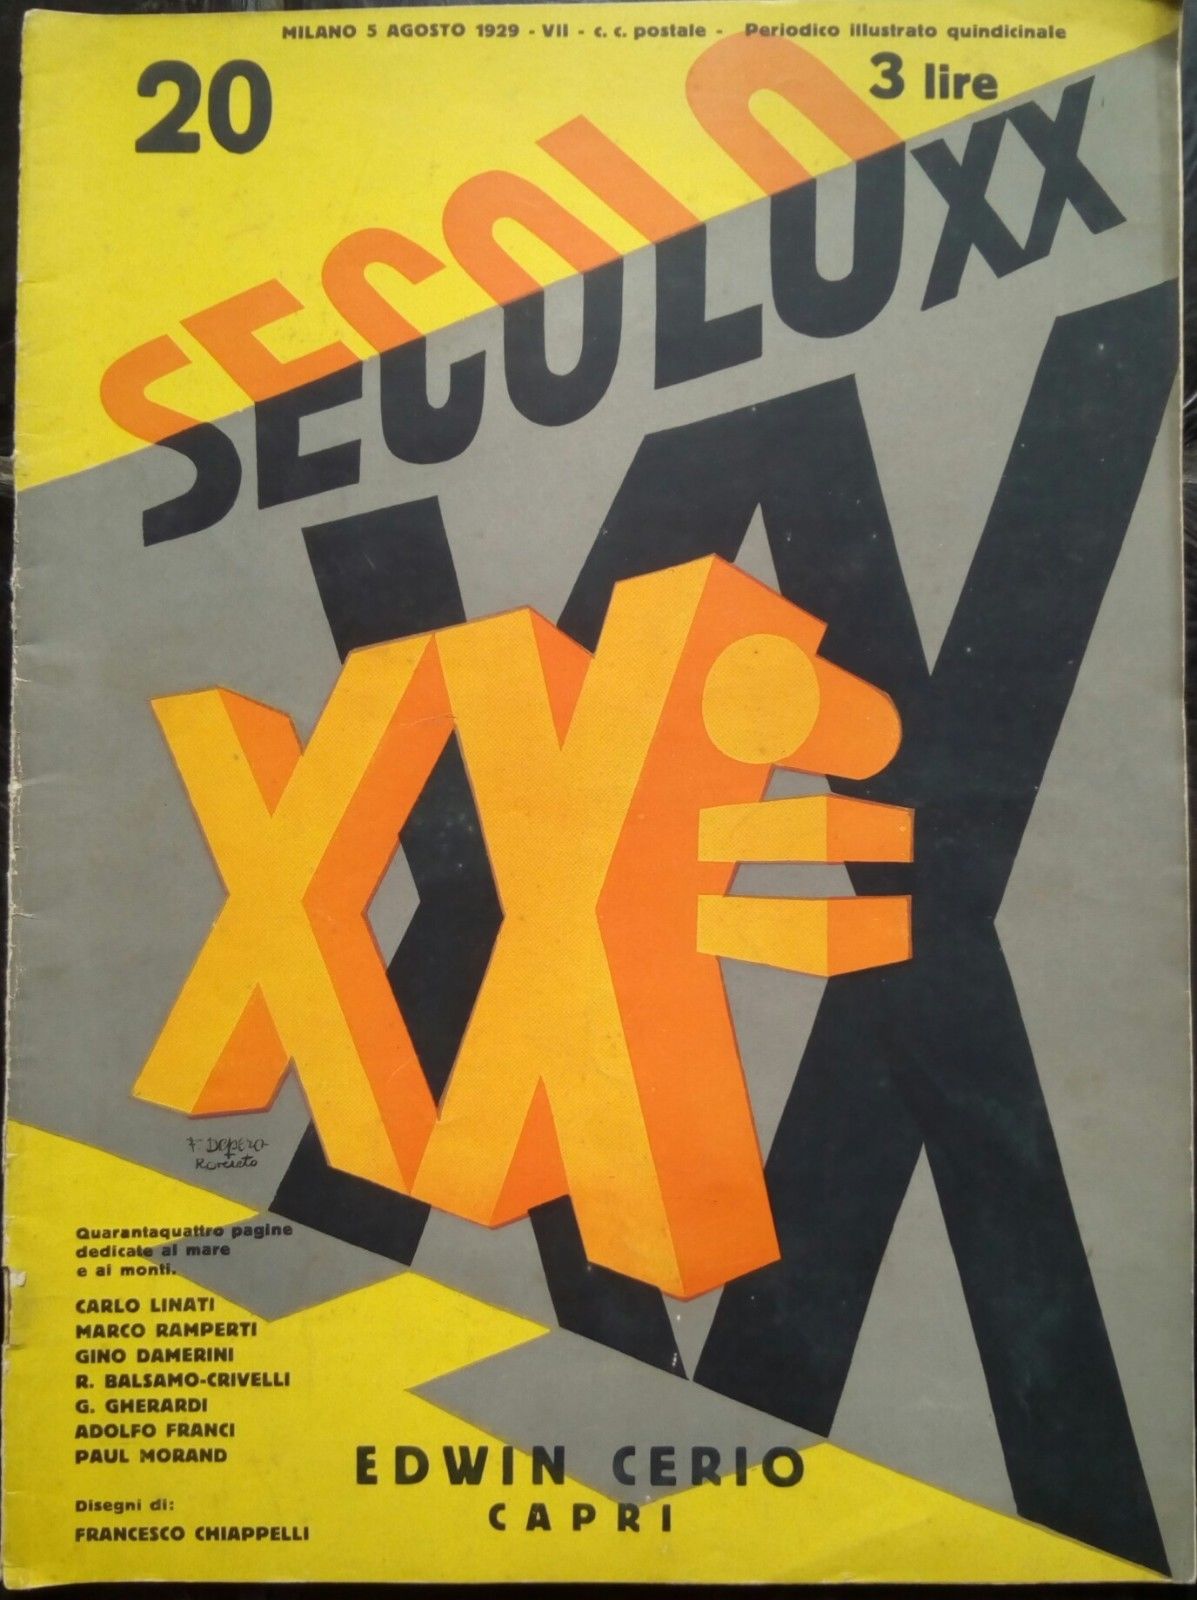 MILANO 5 AGOSTO 1929 - VII - c. c. postale - Periodico illustrato quindicinale
20
3 lire
SECOLO XX
XX
F. Depero
Rovereto
Quarantaquattro pagine
dedicate al mare
e ai monti.
CARLO LINATI
MARCO RAMPERTI
GINO DAMERINI
R. BALSAMO-CRIVELLI
G. GHERARDI
ADOLFO FRANCI
PAUL MORAND
Disegni di:
FRANCESCO CHIAPPELLI
EDWIN CERIO
CAPRI